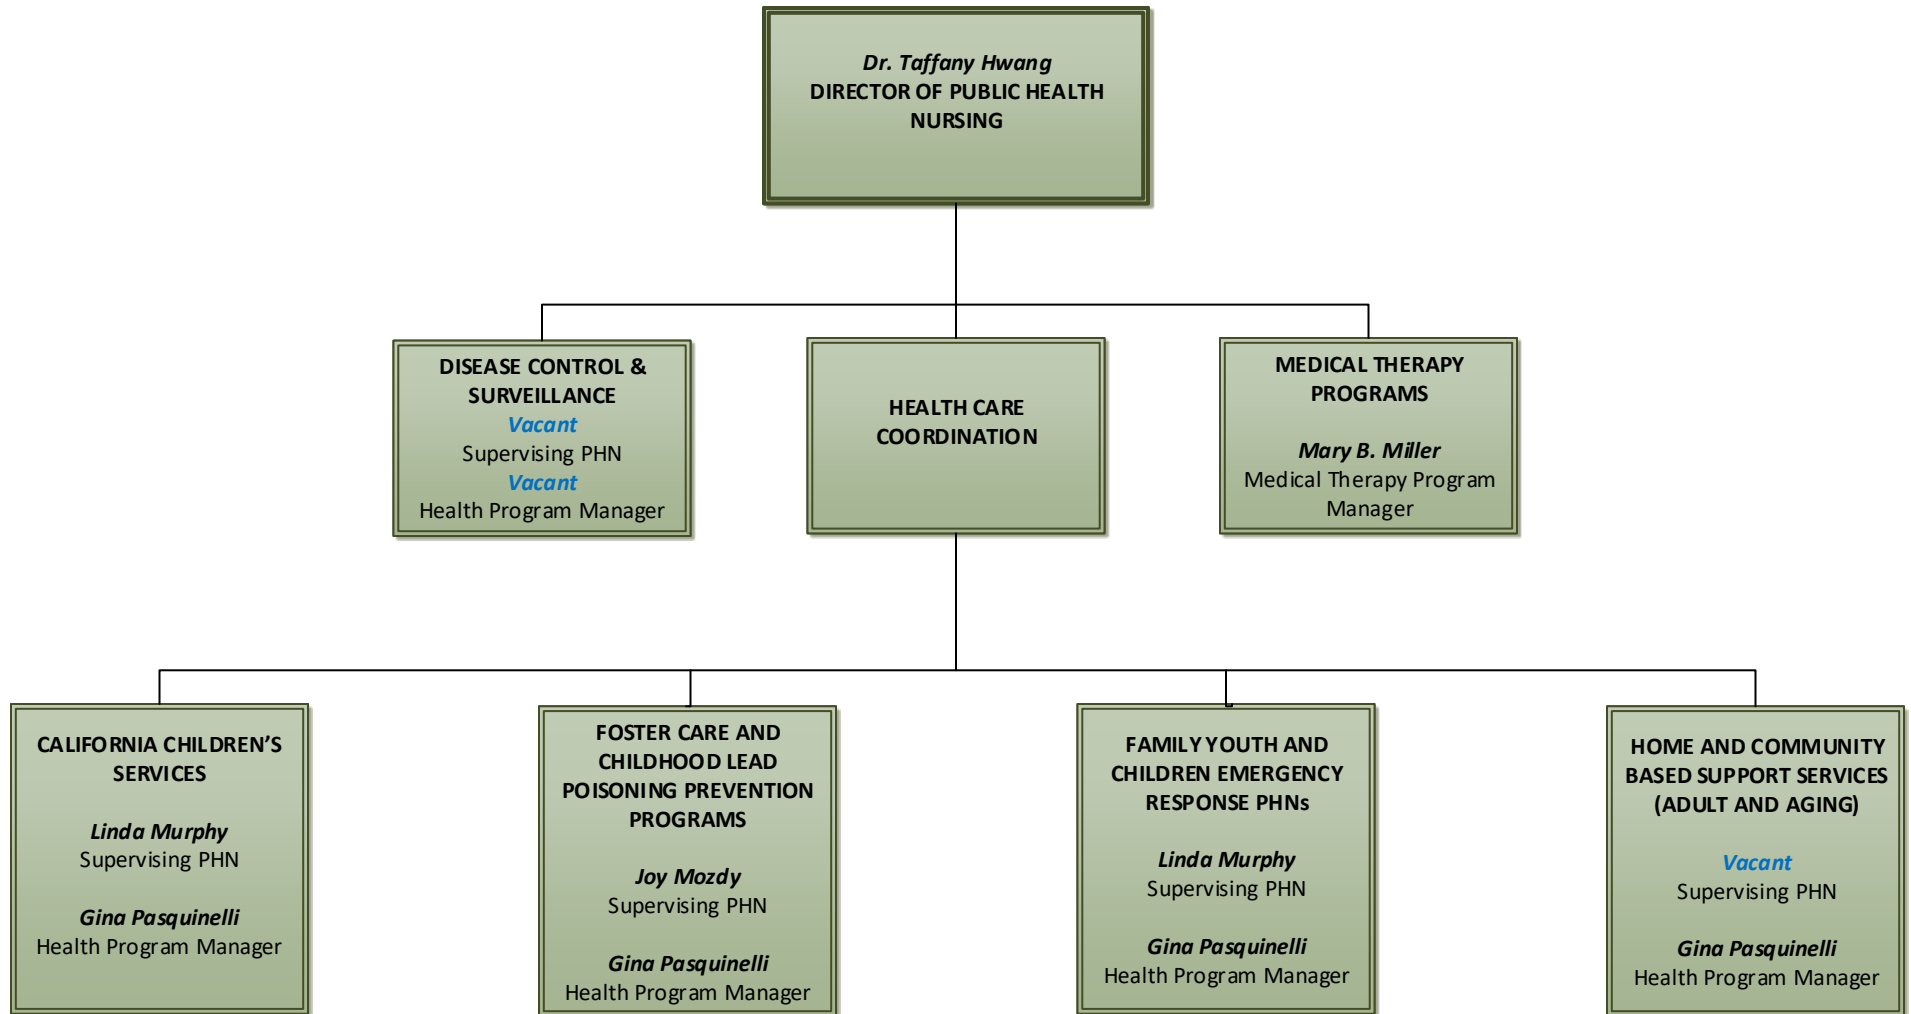 Dr. Taffany Hwang
DIRECTOR OF PUBLIC HEALTH
NURSING
DISEASE CONTROL &
SURVEILLANCE
Vacant
Supervising PHN
Vacant
Health Program Manager
HEALTH CARE
COORDINATION
MEDICAL THERAPY
PROGRAMS
Mary B. Miller
Medical Therapy Program
Manager
CALIFORNIA CHILDREN’S
SERVICES
Linda Murphy
Supervising PHN
Gina Pasquinelli
Health Program Manager
FOSTER CARE AND
CHILDHOOD LEAD
POISONING PREVENTION
PROGRAMS
Joy Mozdy
Supervising PHN
Gina Pasquinelli
Health Program Manager
FAMILY YOUTH AND
CHILDREN EMERGENCY
RESPONSE PHNs
Linda Murphy
Supervising PHN
Gina Pasquinelli
Health Program Manager
HOME AND COMMUNITY
BASED SUPPORT SERVICES
(ADULT AND AGING)
Vacant
Supervising PHN
Gina Pasquinelli
Health Program Manager